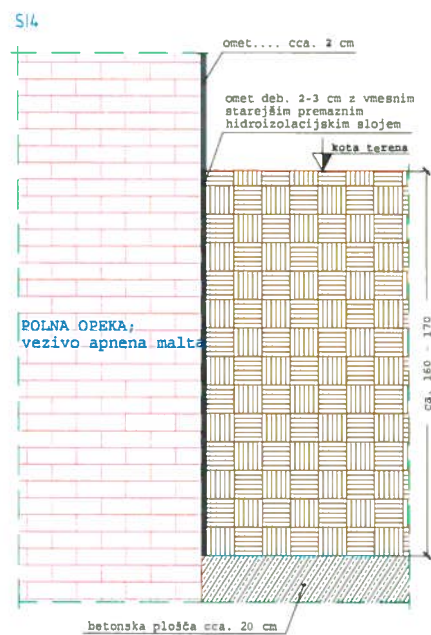 S14
omet.... cca. 2 cm
omet deb. 2-3 cm z vmesnim
starejšim premaznim
hidroizolacijskim slojem
kota terena
POLNA OPEKA;
vezivo apnena malta
ca. 160 - 170
betonska plošča cca. 20 cm